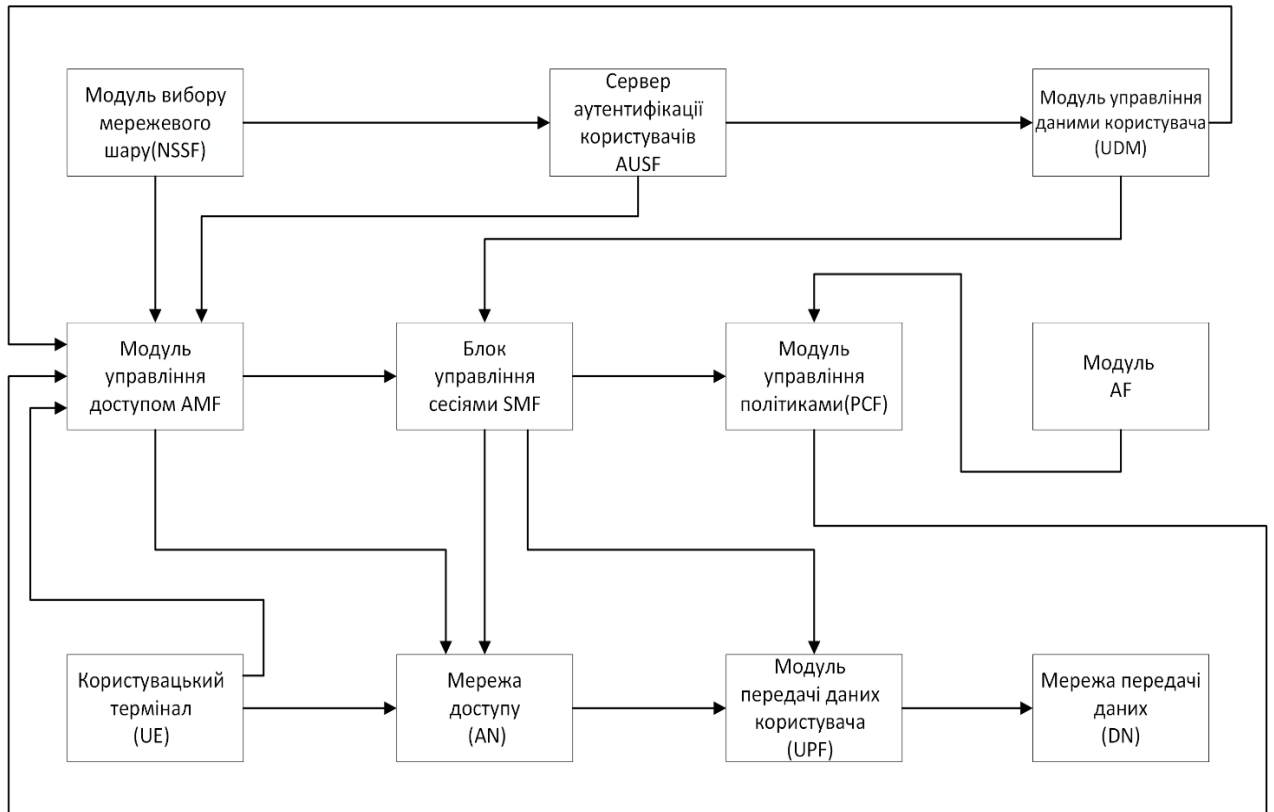 Модуль вибору
мережевого
шару(NSSF)
Сервер
аутентифікації
користувачів
AUSF
Модуль управління
даними користувача
(UDM)
Модуль
управління
доступом AMF
Блок
управління
сесіями SMF
Модуль
управління
політиками(PCF)
Модуль
AF
Користувацький
термінал
(UE)
Мережа
доступу
(AN)
Модуль
передачі даних
користувача
(UPF)
Мережа передачі
даних
(DN)